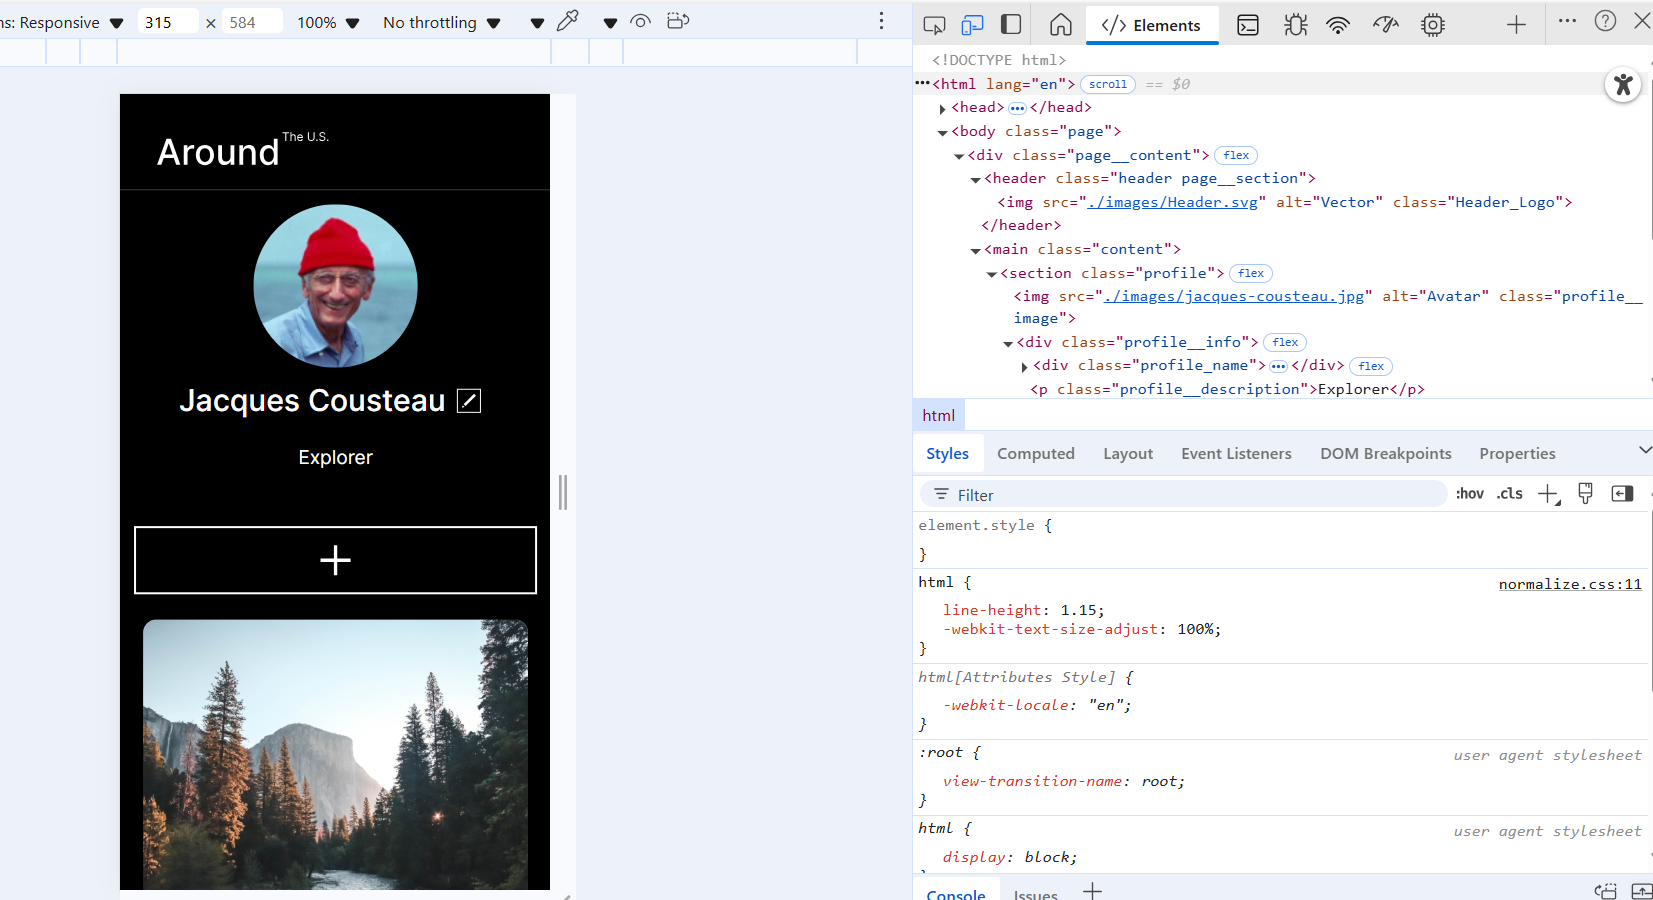 ns: Responsive 315 × 584 100% No throttling
Around The U.S.
Jacques Cousteau
Explorer
Elements
<!DOCTYPE html>
<html lang="en"> scroll == $0
<head> ••• </head>
<body class="page">
<div class="page__content"> flex
<header class="header page__section">
<img src="./images/Header.svg" alt="Vector" class="Header_Logo">
</header>
<main class="content">
<section class="profile"> flex
<img src="./images/jacques-cousteau.jpg" alt="Avatar" class="profile__
image">
<div class="profile__info"> flex
<div class="profile_name"> ••• </div> flex
<p class="profile__description">Explorer</p>
html
Styles Computed Layout Event Listeners DOM Breakpoints Properties
Filter :hov .cls
element.style {
}
html { normalize.css:11
line-height: 1.15;
-webkit-text-size-adjust: 100%;
}
html[Attributes Style] {
-webkit-locale: "en";
}
:root { user agent stylesheet
view-transition-name: root;
}
html { user agent stylesheet
display: block;
}
Console Issues